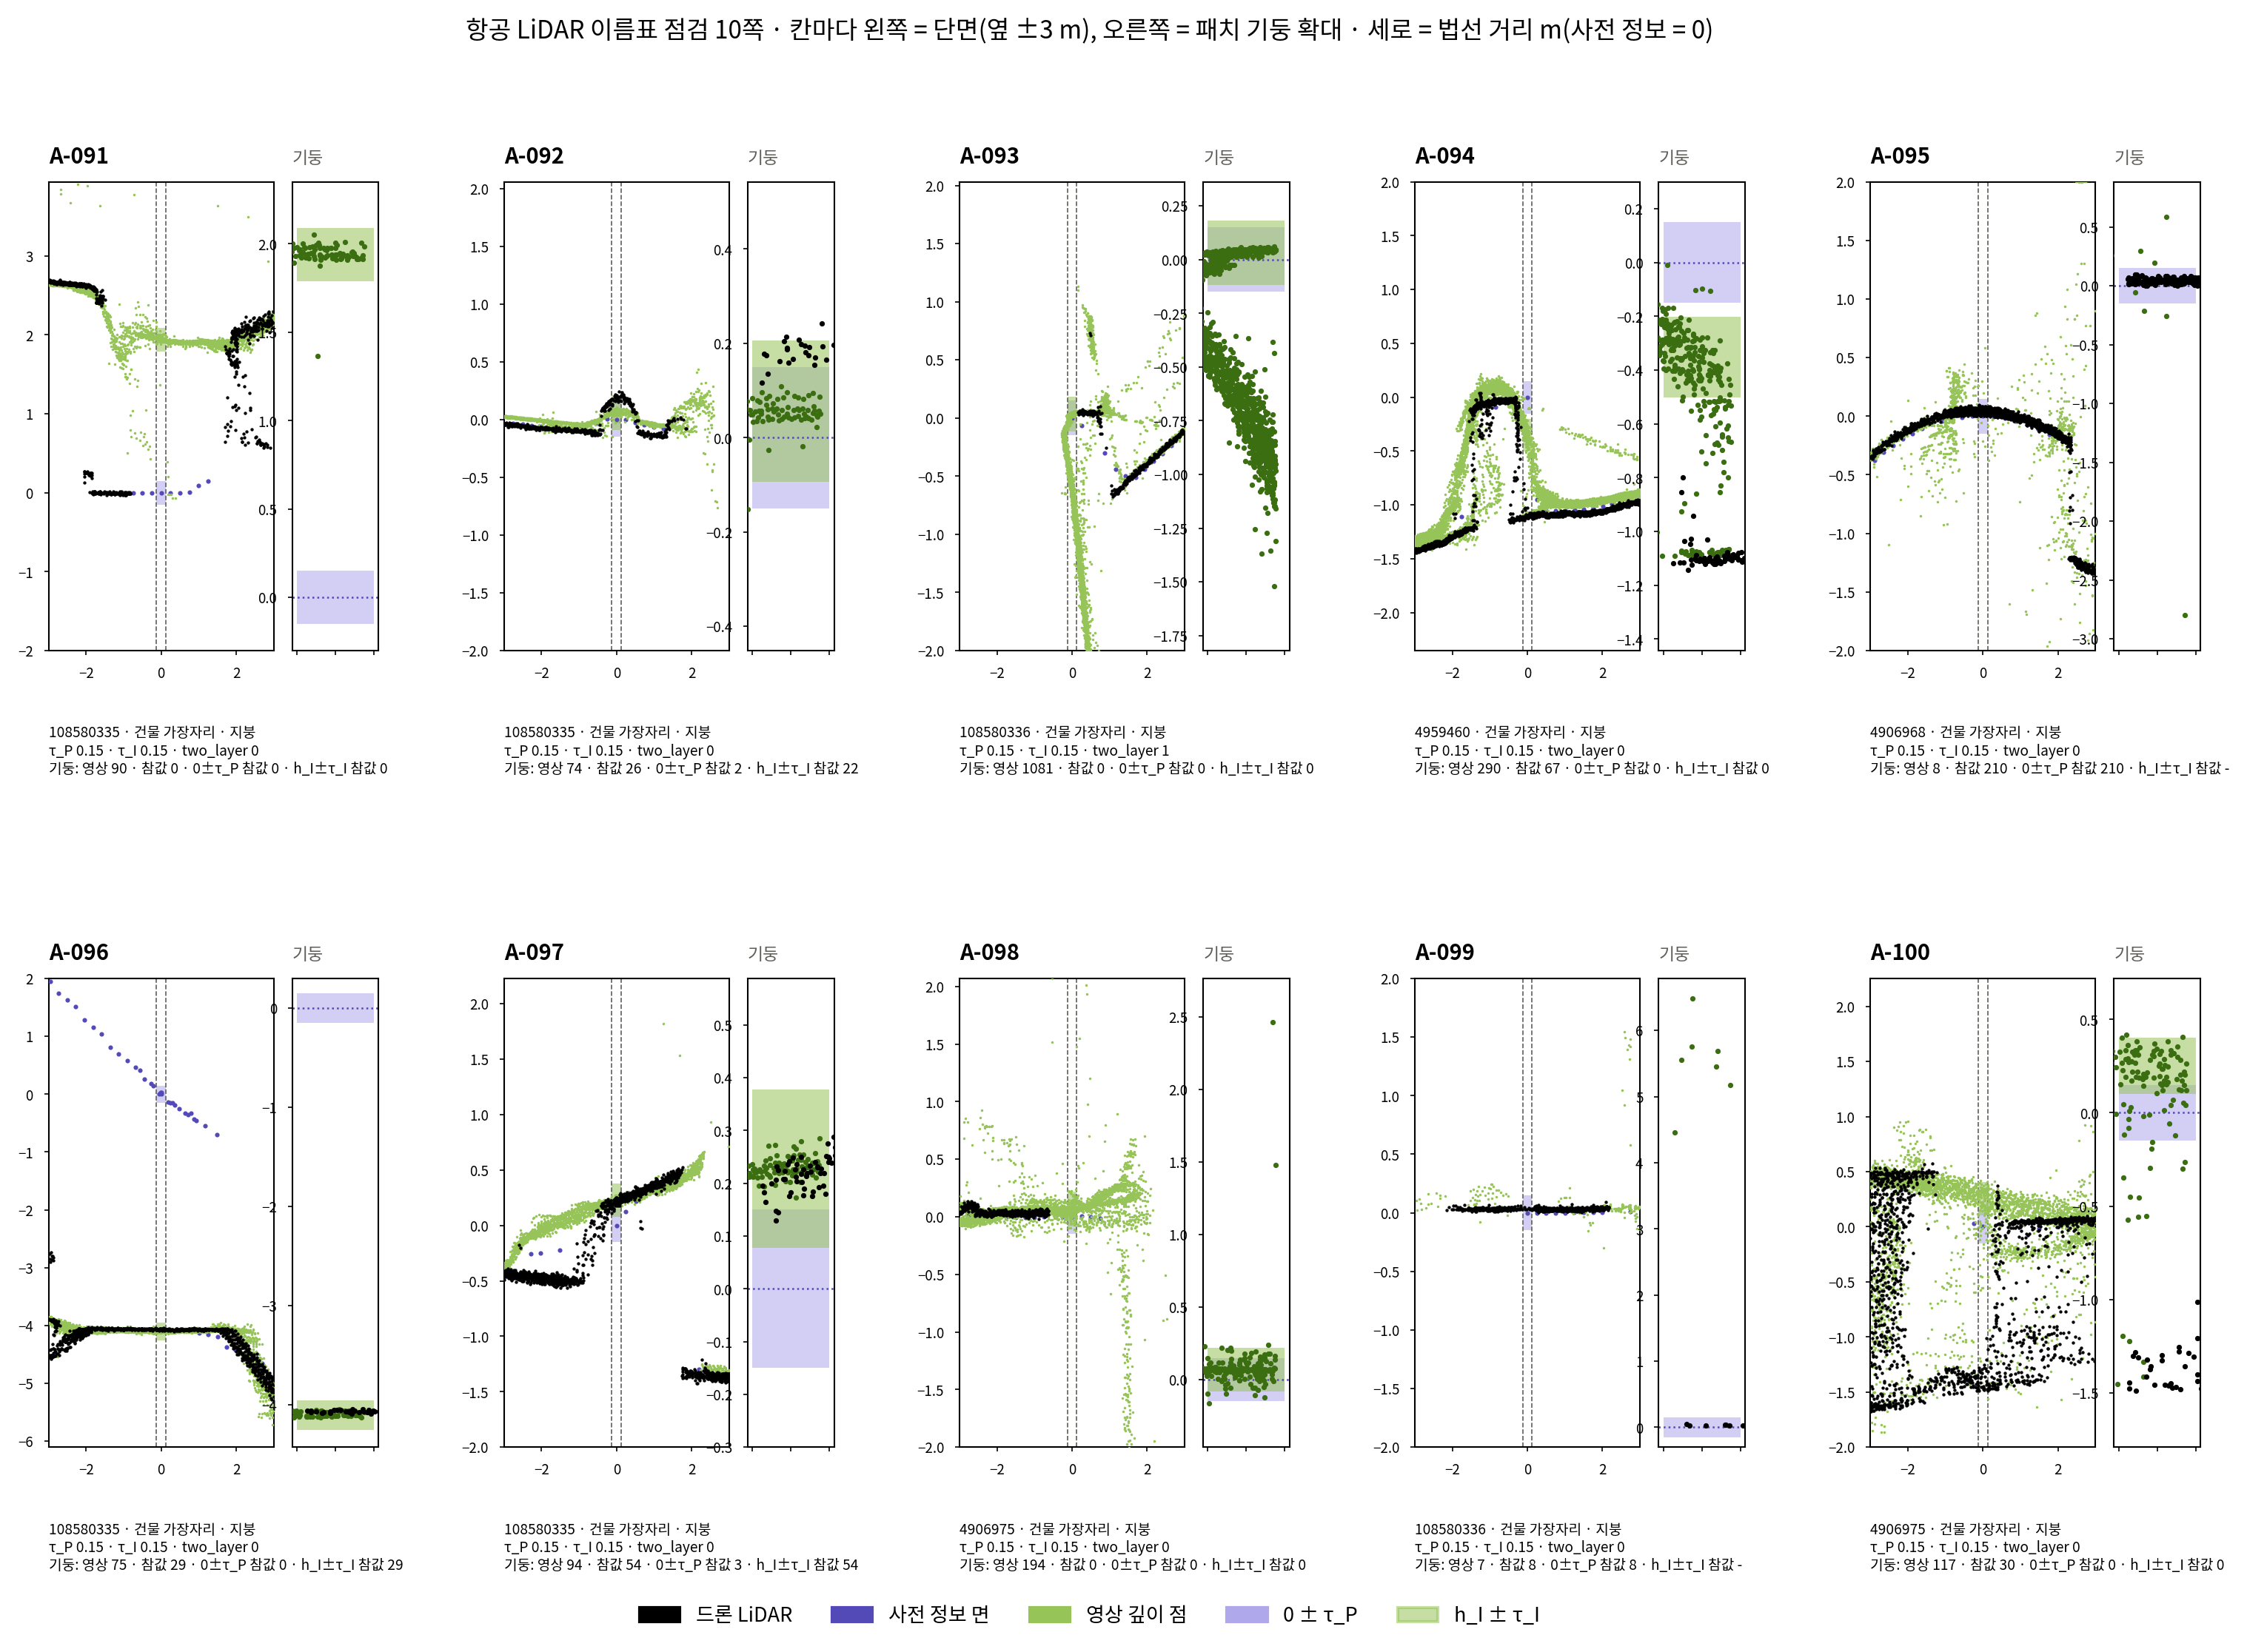 항공 LiDAR 이름표 점검 10쪽 · 칸마다 왼쪽 = 단면(옆 ±3 m), 오른쪽 = 패치 기둥 확대 · 세로 = 법선 거리 m(사전 정보 = 0)
A-091 기둥 A-092 기둥 A-093 기둥 A-094 기둥 A-095 기둥
108580335 · 건물 가장자리 · 지붕
τ_P 0.15 · τ_I 0.15 · two_layer 0
기둥: 영상 90 · 참값 0 · 0±τ_P 참값 0 · h_I±τ_I 참값 0
108580335 · 건물 가장자리 · 지붕
τ_P 0.15 · τ_I 0.15 · two_layer 0
기둥: 영상 74 · 참값 26 · 0±τ_P 참값 2 · h_I±τ_I 참값 22
108580336 · 건물 가장자리 · 지붕
τ_P 0.15 · τ_I 0.15 · two_layer 1
기둥: 영상 1081 · 참값 0 · 0±τ_P 참값 0 · h_I±τ_I 참값 0
4959460 · 건물 가장자리 · 지붕
τ_P 0.15 · τ_I 0.15 · two_layer 0
기둥: 영상 290 · 참값 67 · 0±τ_P 참값 0 · h_I±τ_I 참값 0
4906968 · 건물 가장자리 · 지붕
τ_P 0.15 · τ_I 0.15 · two_layer 0
기둥: 영상 8 · 참값 210 · 0±τ_P 참값 210 · h_I±τ_I 참값 -
A-096 기둥 A-097 기둥 A-098 기둥 A-099 기둥 A-100 기둥
108580335 · 건물 가장자리 · 지붕
τ_P 0.15 · τ_I 0.15 · two_layer 0
기둥: 영상 75 · 참값 29 · 0±τ_P 참값 0 · h_I±τ_I 참값 29
108580335 · 건물 가장자리 · 지붕
τ_P 0.15 · τ_I 0.15 · two_layer 0
기둥: 영상 94 · 참값 54 · 0±τ_P 참값 3 · h_I±τ_I 참값 54
4906975 · 건물 가장자리 · 지붕
τ_P 0.15 · τ_I 0.15 · two_layer 0
기둥: 영상 194 · 참값 0 · 0±τ_P 참값 0 · h_I±τ_I 참값 0
108580336 · 건물 가장자리 · 지붕
τ_P 0.15 · τ_I 0.15 · two_layer 0
기둥: 영상 7 · 참값 8 · 0±τ_P 참값 8 · h_I±τ_I 참값 -
4906975 · 건물 가장자리 · 지붕
τ_P 0.15 · τ_I 0.15 · two_layer 0
기둥: 영상 117 · 참값 30 · 0±τ_P 참값 0 · h_I±τ_I 참값 0
드론 LiDAR 사전 정보 면 영상 깊이 점 0 ± τ_P h_I ± τ_I